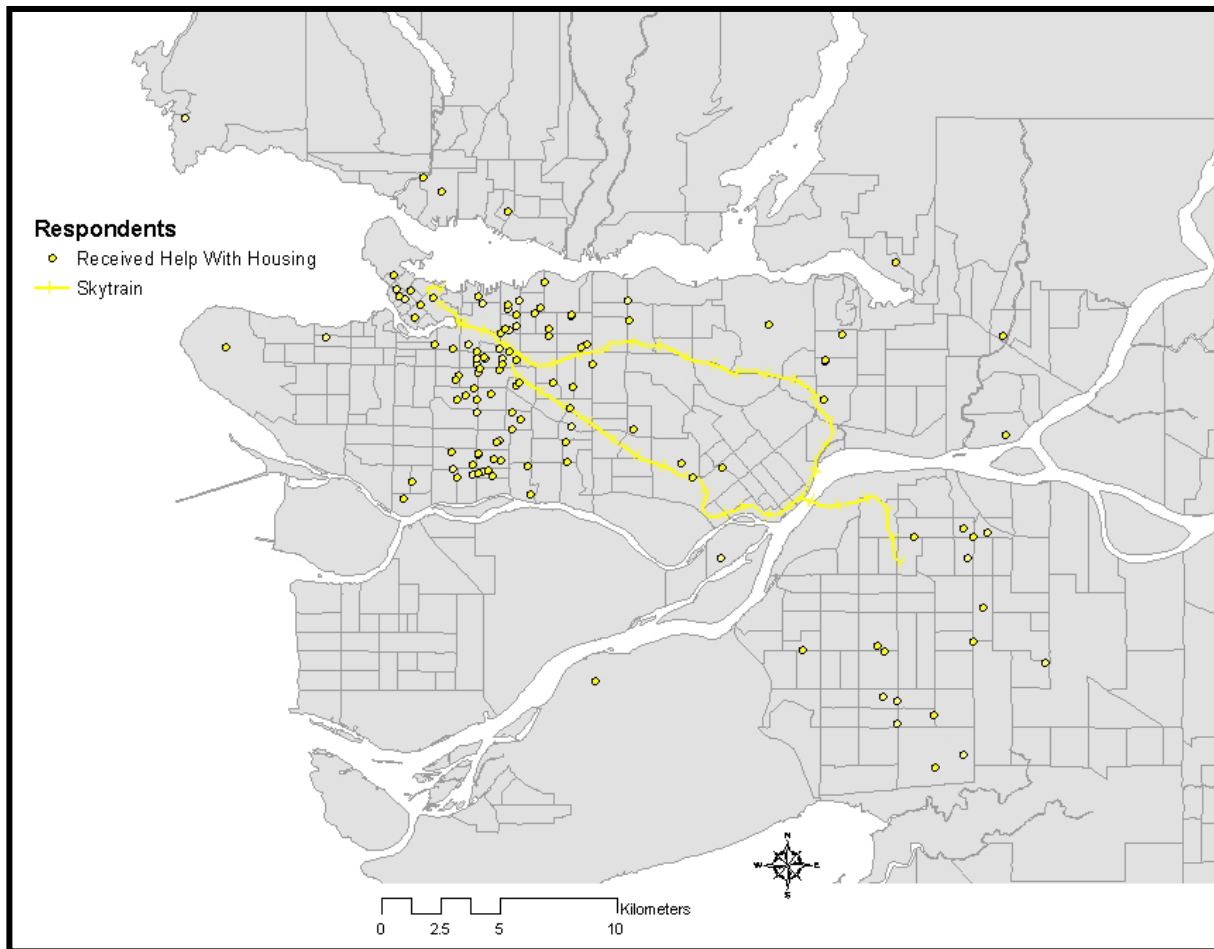 Respondents
Received Help With Housing
Skytrain
N
W E
S
Kilometers
0 2.5 5 10